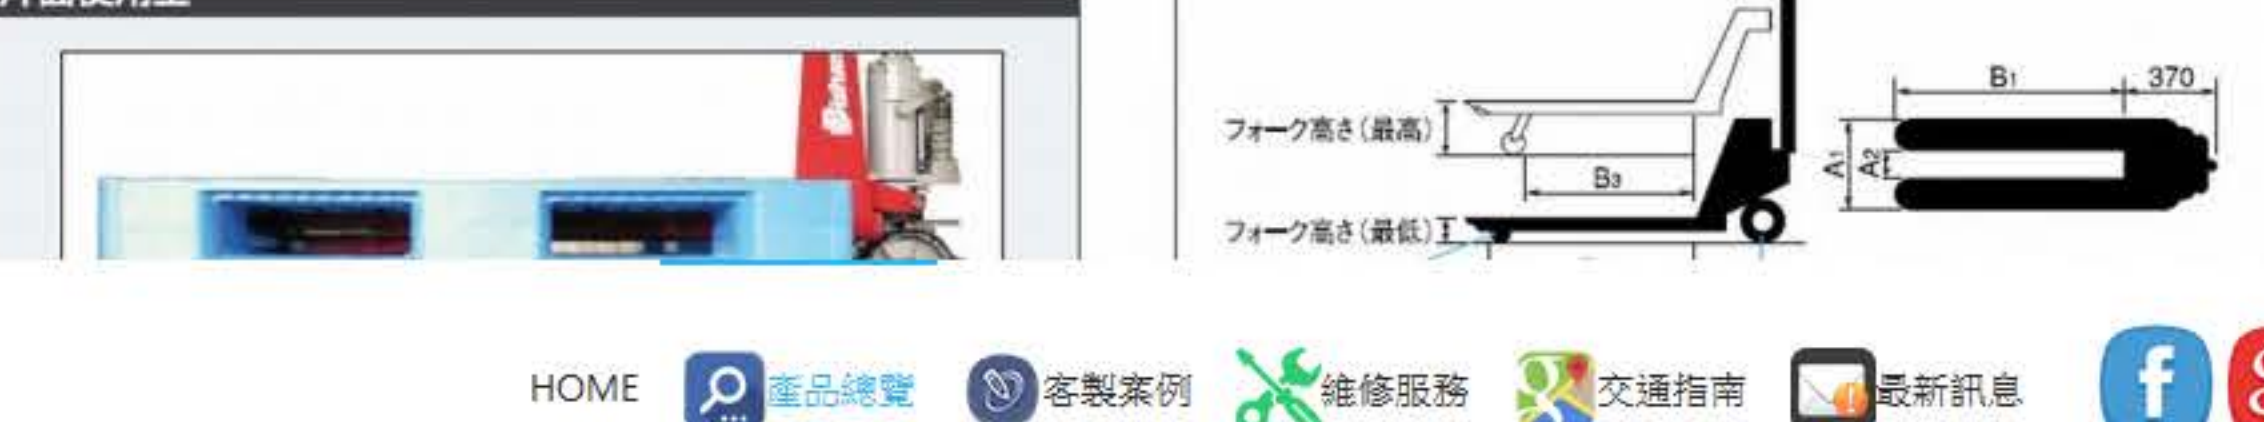 B1
370
フォーク高さ(最高)
A1
A2
B3
フォーク高さ(最低)
HOME
產品總覽
客製案例
維修服務
交通指南
最新訊息
f